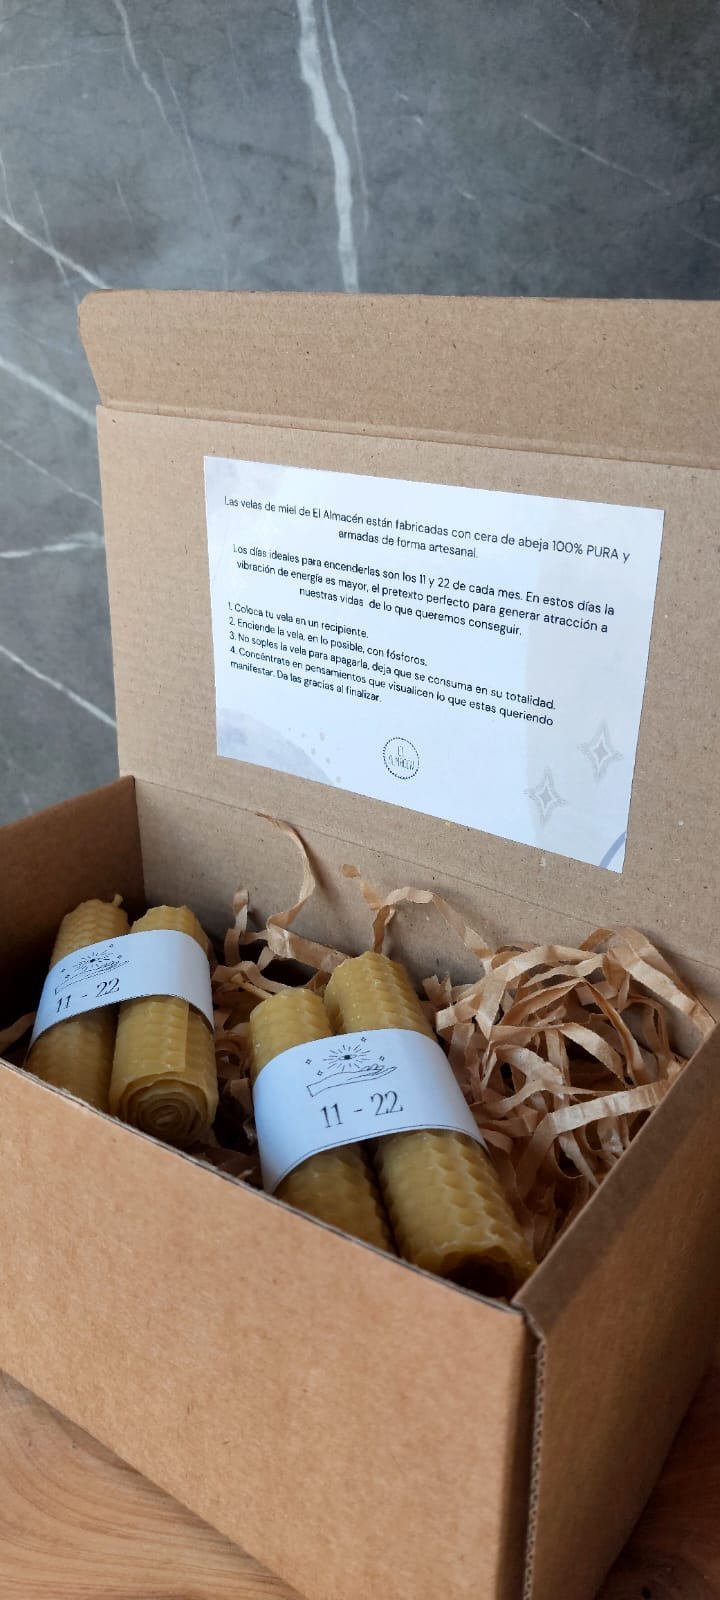 Las velas de miel de El Almacén están fabricadas con cera de abeja 100% PURA y
armadas de forma artesanal.
Los días ideales para encenderlas son los 11 y 22 de cada mes. En estos días la
vibración de energía es mayor, el pretexto perfecto para generar atracción a
nuestras vidas de lo que queremos conseguir.
1. Coloca tu vela en un recipiente.
2. Enciende la vela, en lo posible, con fósforos.
3. No soples la vela para apagarla, deja que se consuma en su totalidad.
4. Concéntrate en pensamientos que visualicen lo que estas queriendo
manifestar. Da las gracias al finalizar.
El
ALMACÉN
11 - 22
11 - 22